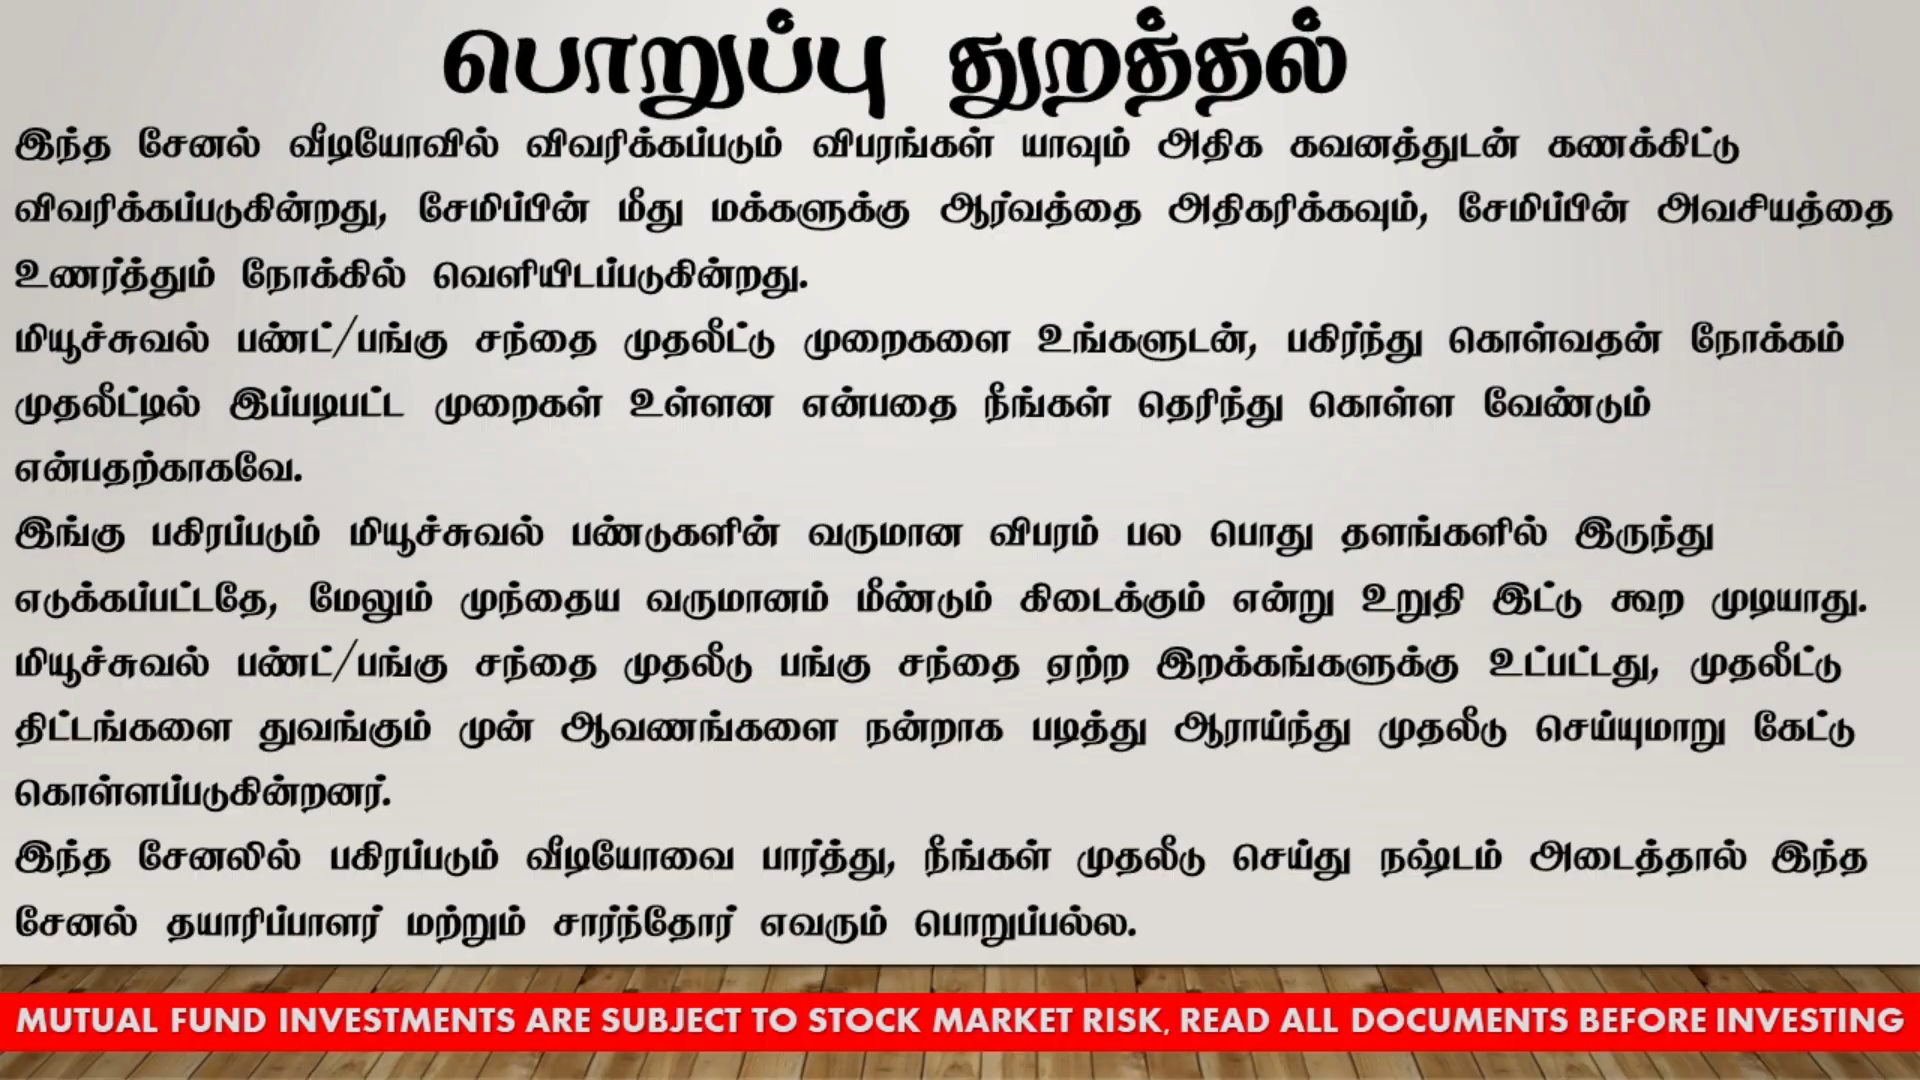 பொறுப்பு துறத்தல்
இந்த சேனல் வீடியோவில் விவரிக்கப்படும் விபரங்கள் யாவும் அதிக கவனத்துடன் கணக்கிட்டு
விவரிக்கப்படுகின்றது, சேமிப்பின் மீது மக்களுக்கு ஆர்வத்தை அதிகரிக்கவும், சேமிப்பின் அவசியத்தை
உணர்த்தும் நோக்கில் வெளியிடப்படுகின்றது.
மியூச்சுவல் பண்ட்/பங்கு சந்தை முதலீட்டு முறைகளை உங்களுடன், பகிர்ந்து கொள்வதன் நோக்கம்
முதலீட்டில் இப்படிபட்ட முறைகள் உள்ளன என்பதை நீங்கள் தெரிந்து கொள்ள வேண்டும்
என்பதற்காகவே.
இங்கு பகிரப்படும் மியூச்சுவல் பண்டுகளின் வருமான விபரம் பல பொது தளங்களில் இருந்து
எடுக்கப்பட்டதே, மேலும் முந்தைய வருமானம் மீண்டும் கிடைக்கும் என்று உறுதி இட்டு கூற முடியாது.
மியூச்சுவல் பண்ட்/பங்கு சந்தை முதலீடு பங்கு சந்தை ஏற்ற இறக்கங்களுக்கு உட்பட்டது, முதலீட்டு
திட்டங்களை துவங்கும் முன் ஆவணங்களை நன்றாக படித்து ஆராய்ந்து முதலீடு செய்யுமாறு கேட்டு
கொள்ளப்படுகின்றனர்.
இந்த சேனலில் பகிரப்படும் வீடியோவை பார்த்து, நீங்கள் முதலீடு செய்து நஷ்டம் அடைத்தால் இந்த
சேனல் தயாரிப்பாளர் மற்றும் சார்ந்தோர் எவரும் பொறுப்பல்ல.
MUTUAL FUND INVESTMENTS ARE SUBJECT TO STOCK MARKET RISK, READ ALL DOCUMENTS BEFORE INVESTING